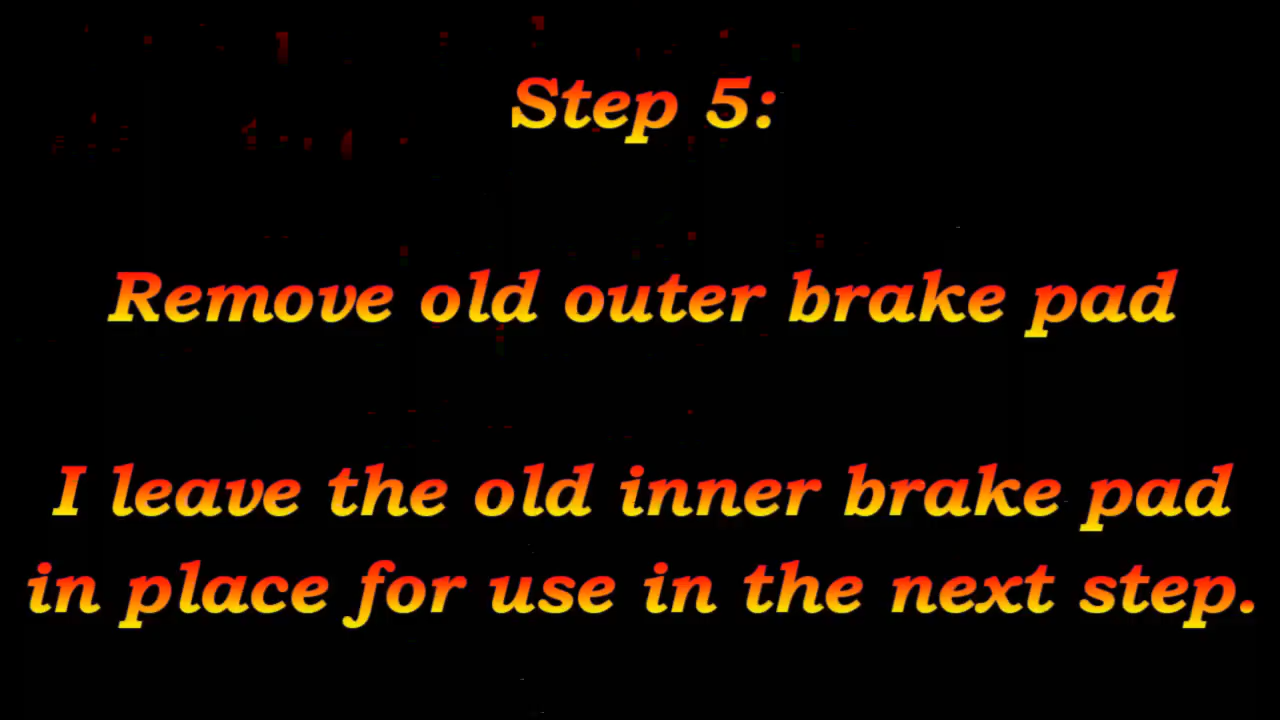 Step 5:
Remove old outer brake pad
I leave the old inner brake pad
in place for use in the next step.